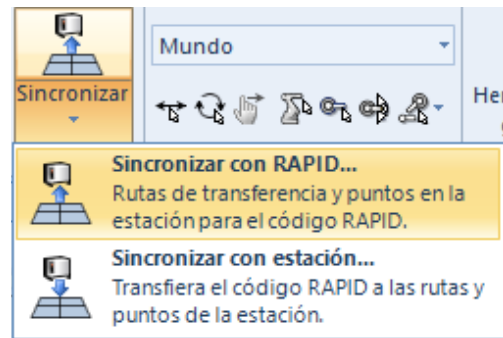 Mundo
Sincronizar
Sincronizar con RAPID...
Rutas de transferencia y puntos en la
estación para el código RAPID.
Sincronizar con estación...
Transfiera el código RAPID a las rutas y
puntos de la estación.